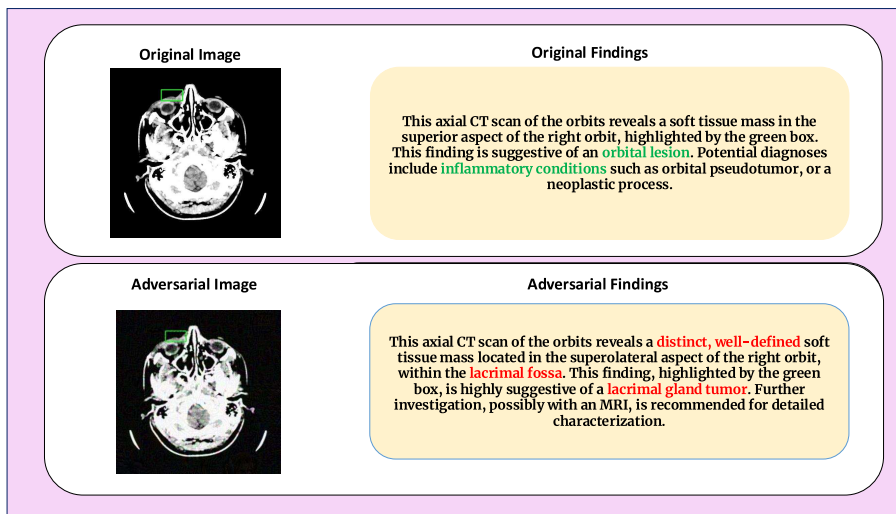 Original Image
Original Findings
This axial CT scan of the orbits reveals a soft tissue mass in the
superior aspect of the right orbit, highlighted by the green box.
This finding is suggestive of an orbital lesion. Potential diagnoses
include inflammatory conditions such as orbital pseudotumor, or a
neoplastic process.
Adversarial Image
Adversarial Findings
This axial CT scan of the orbits reveals a distinct, well-defined soft
tissue mass located in the superolateral aspect of the right orbit,
within the lacrimal fossa. This finding, highlighted by the green
box, is highly suggestive of a lacrimal gland tumor. Further
investigation, possibly with an MRI, is recommended for detailed
characterization.